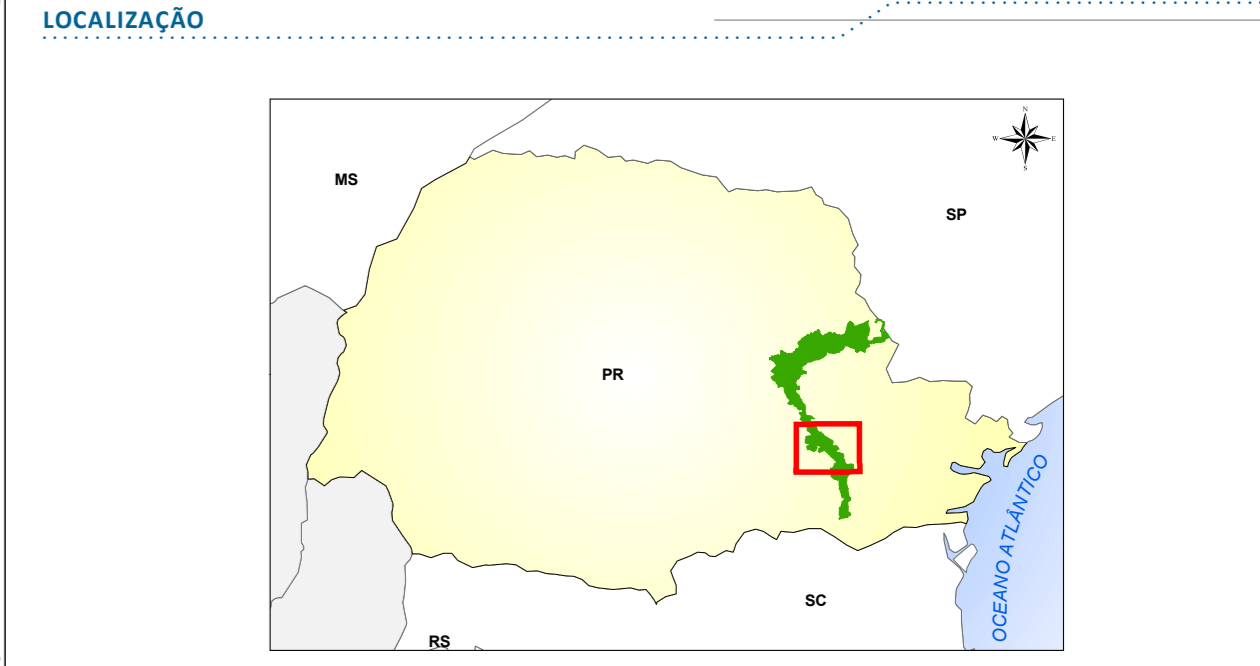 LOCALIZAÇÃO
N
W
E
S
MS
SP
PR
OCEANO ATLÂNTICO
SC
RS